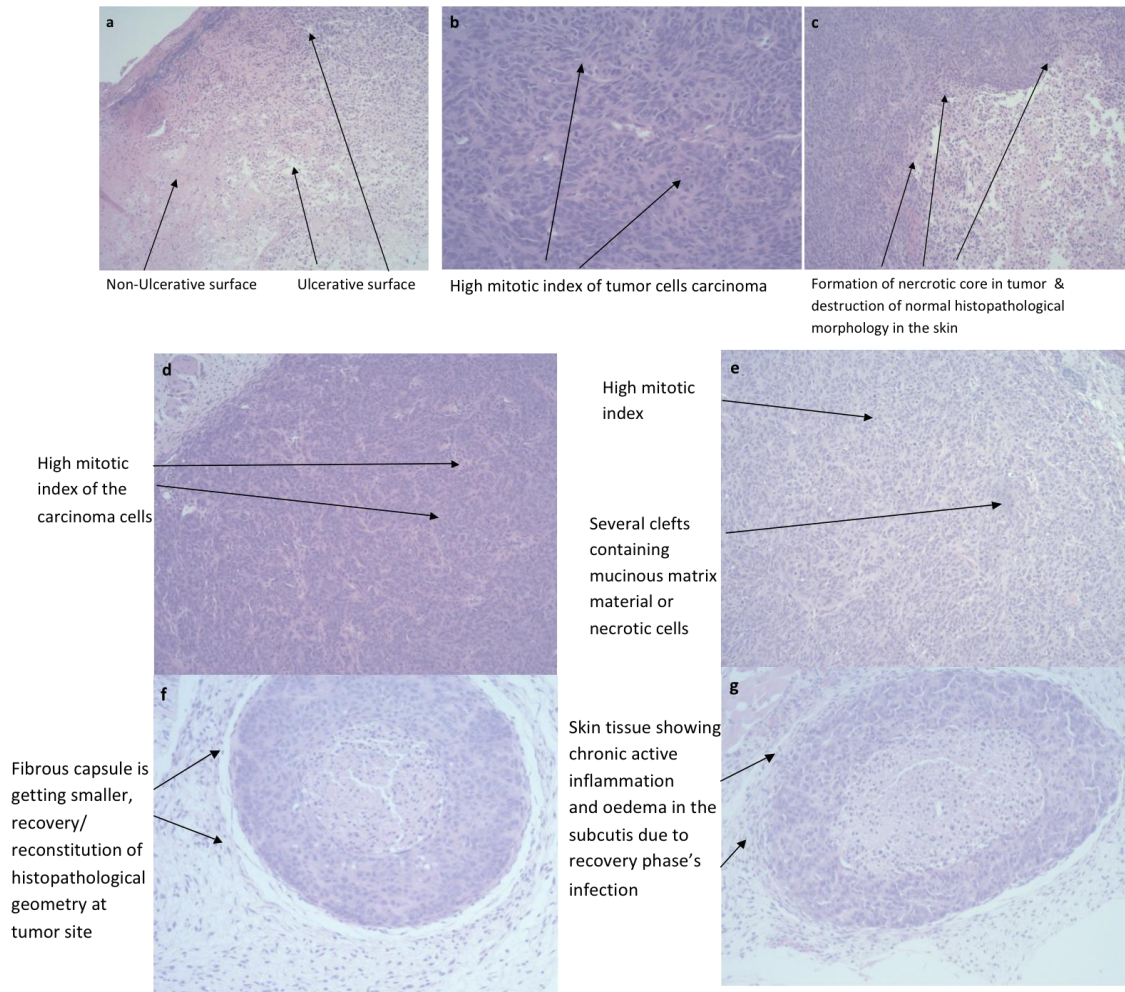 a
b
c
Non-Ulcerative surface
Ulcerative surface
High mitotic index of tumor cells carcinoma
Formation of nercrotic core in tumor &
destruction of normal histopathological
morphology in the skin
d
High mitotic
index of the
carcinoma cells
e
High mitotic
index
Several clefts
containing
mucinous matrix
material or
necrotic cells
f
Fibrous capsule is
getting smaller,
recovery/
reconstitution of
histopathological
geometry at
tumor site
g
Skin tissue showing
chronic active
inflammation
and oedema in the
subcutis due to
recovery phase's
infection